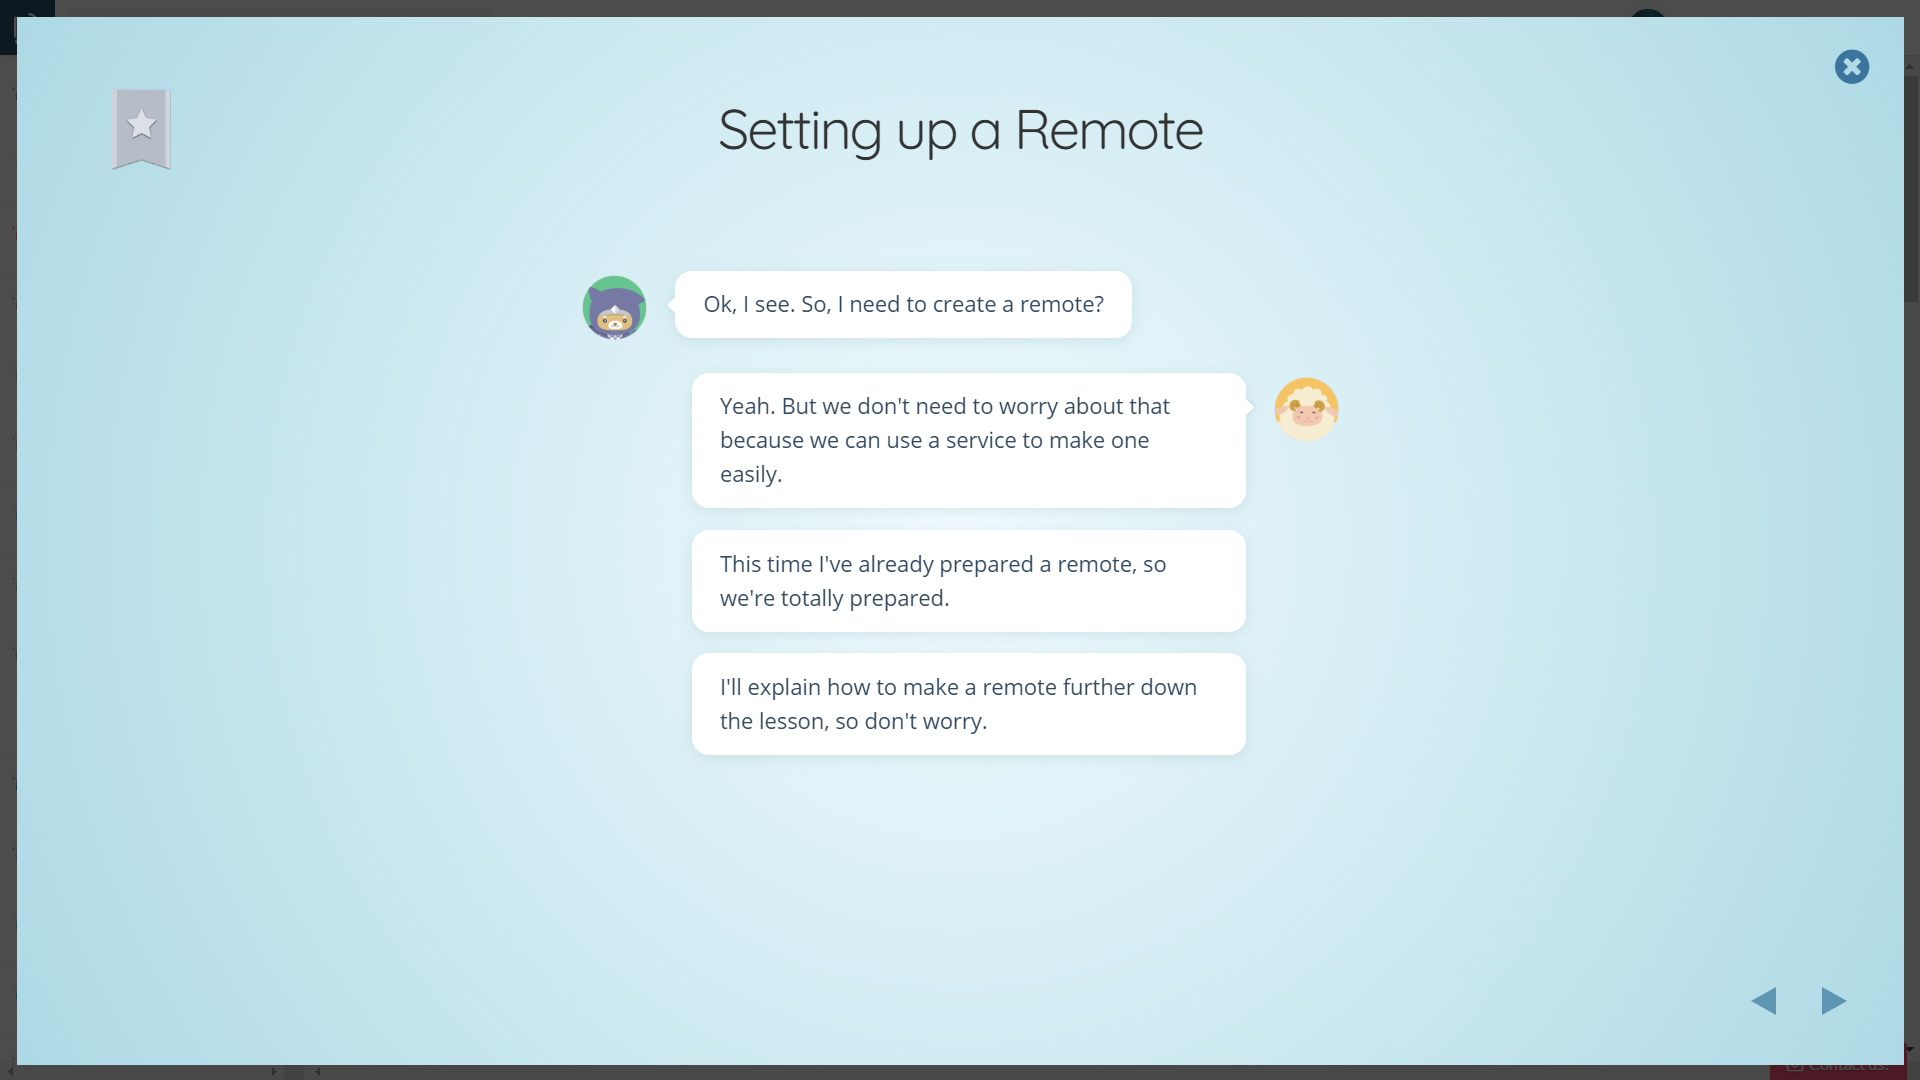 Setting up a Remote
Ok, I see. So, I need to create a remote?
Yeah. But we don't need to worry about that
because we can use a service to make one
easily.
This time I've already prepared a remote, so
we're totally prepared.
I'll explain how to make a remote further down
the lesson, so don't worry.
Contact us!